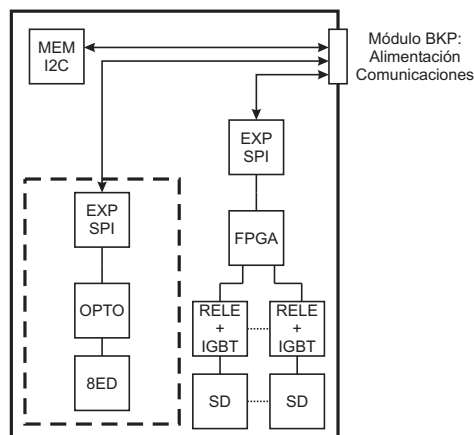 MEM
I2C
Módulo BKP:
Alimentación
Comunicaciones
EXP
SPI
EXP
SPI
FPGA
OPTO
RELE
+
IGBT
RELE
+
IGBT
8ED
SD
SD